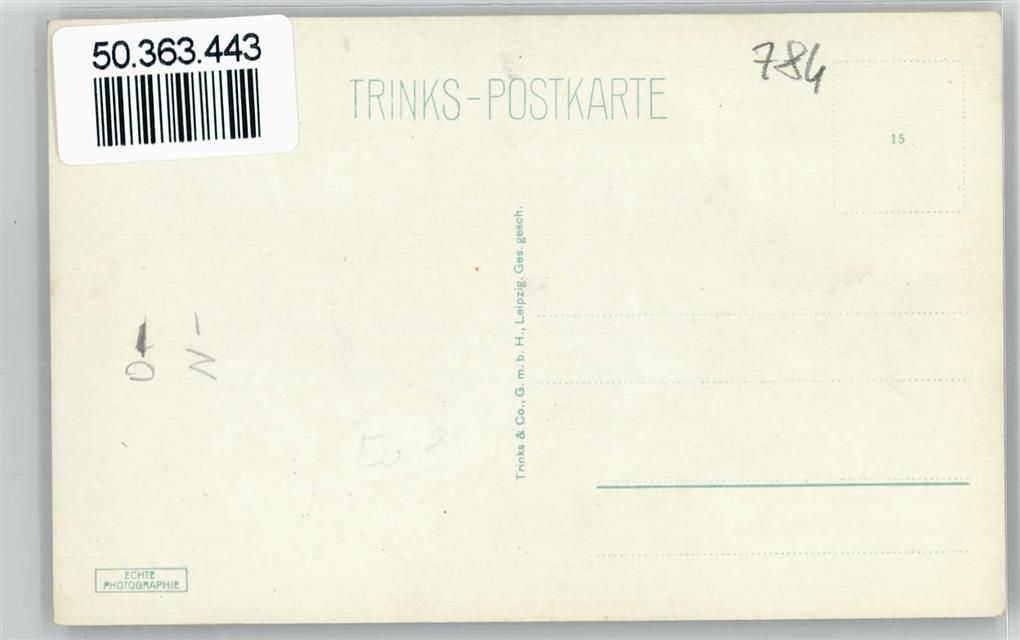 50.363.443
TRINKS-POSTKARTE
784
15
Trinks & Co., G. m. b. H., Leipzig. Ges. gesch.
ECHTE
PHOTOGRAPHIE